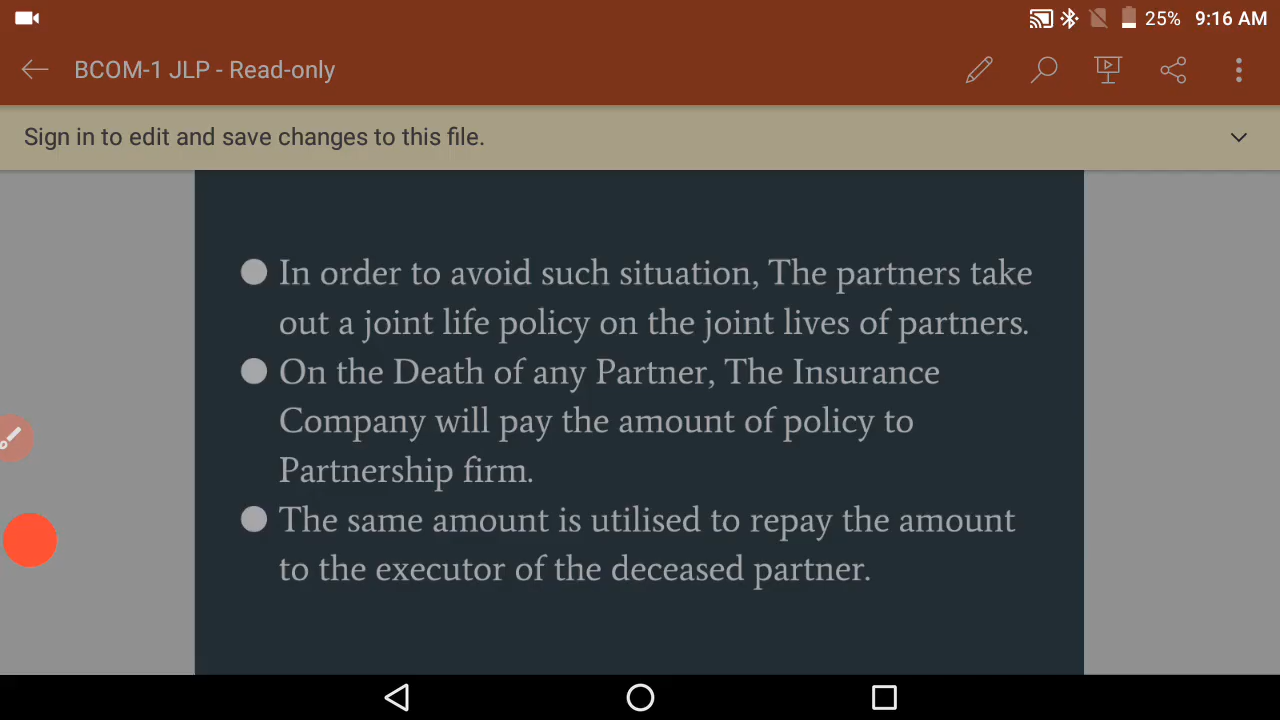 25% 9:16 AM
BCOM-1 JLP - Read-only
Sign in to edit and save changes to this file.
In order to avoid such situation, The partners take
out a joint life policy on the joint lives of partners.
On the Death of any Partner, The Insurance
Company will pay the amount of policy to
Partnership firm.
The same amount is utilised to repay the amount
to the executor of the deceased partner.